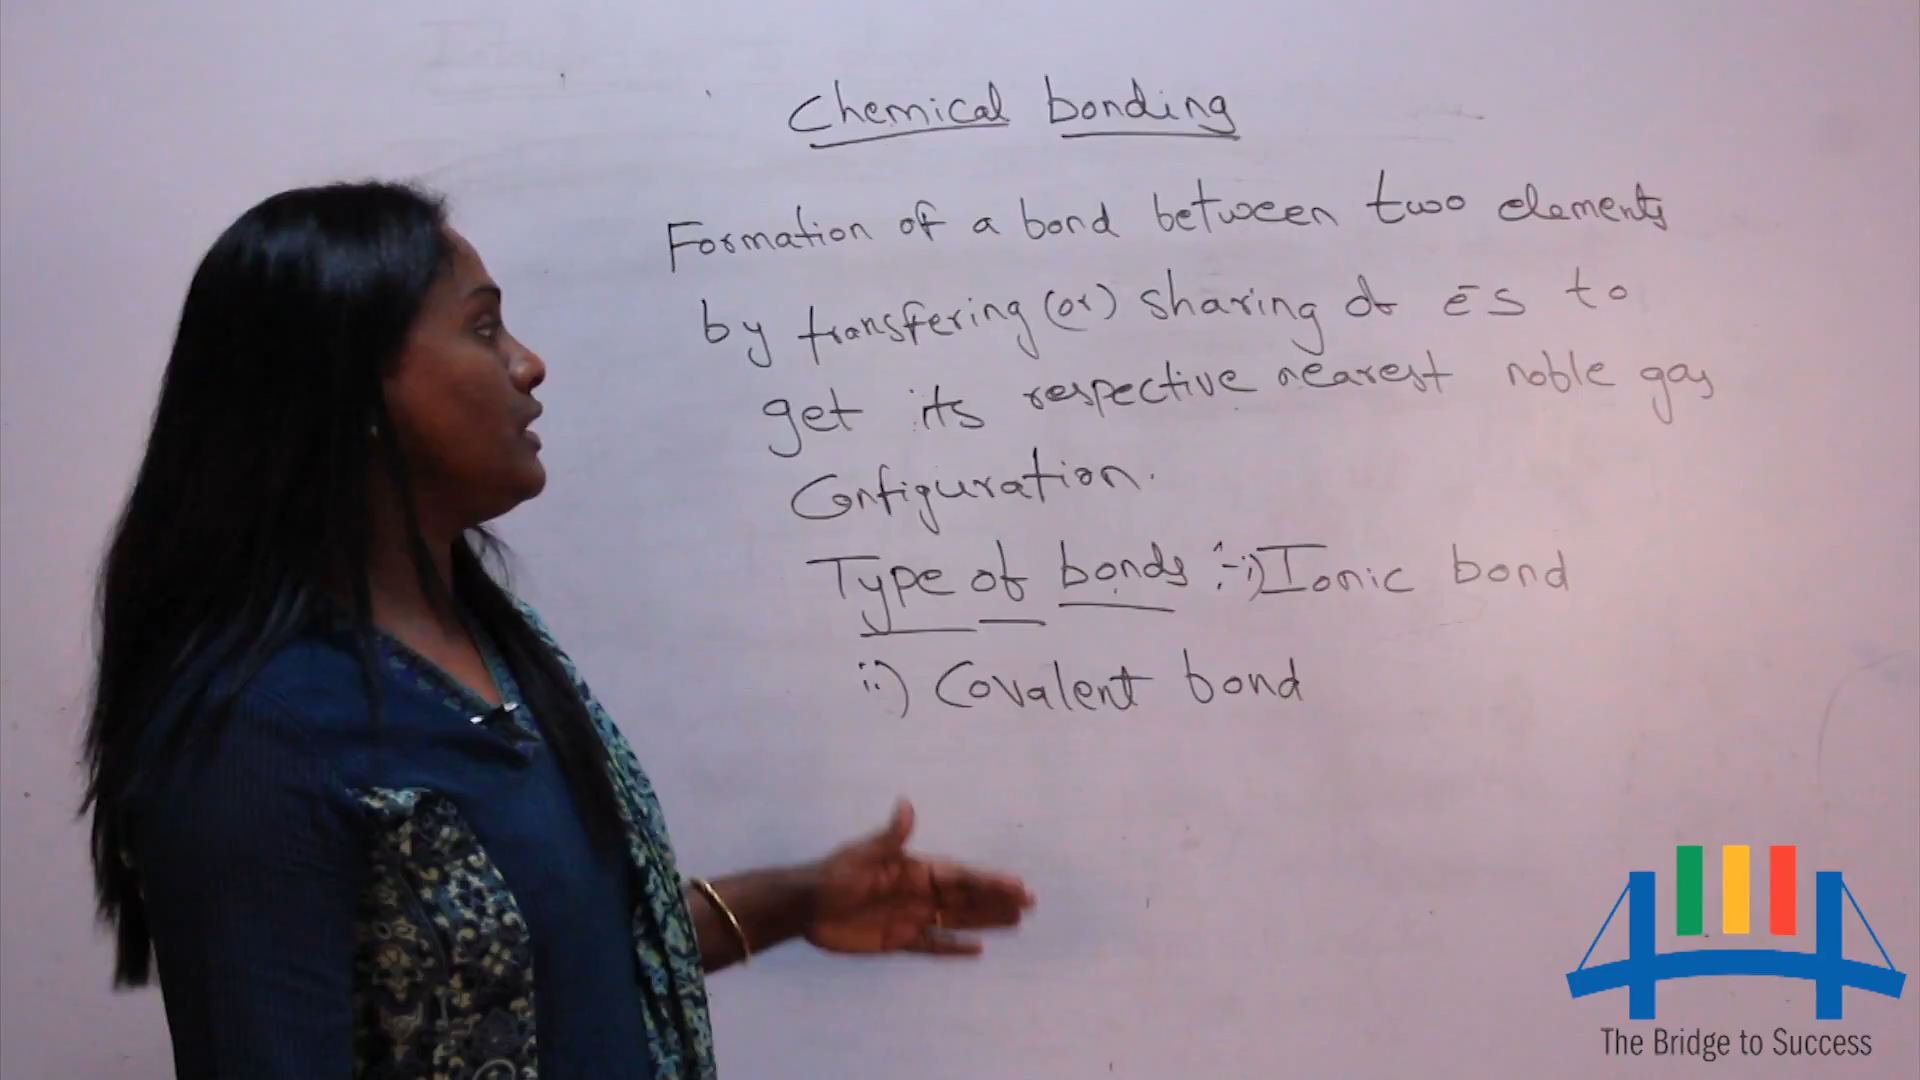 Chemical bonding
Formation of a bond between two elements
by transfering (or) sharing of ēs to
get its respective nearest noble gas
Configuration.
Type of bonds :- i) Ionic bond
ii) Covalent bond
The Bridge to Success